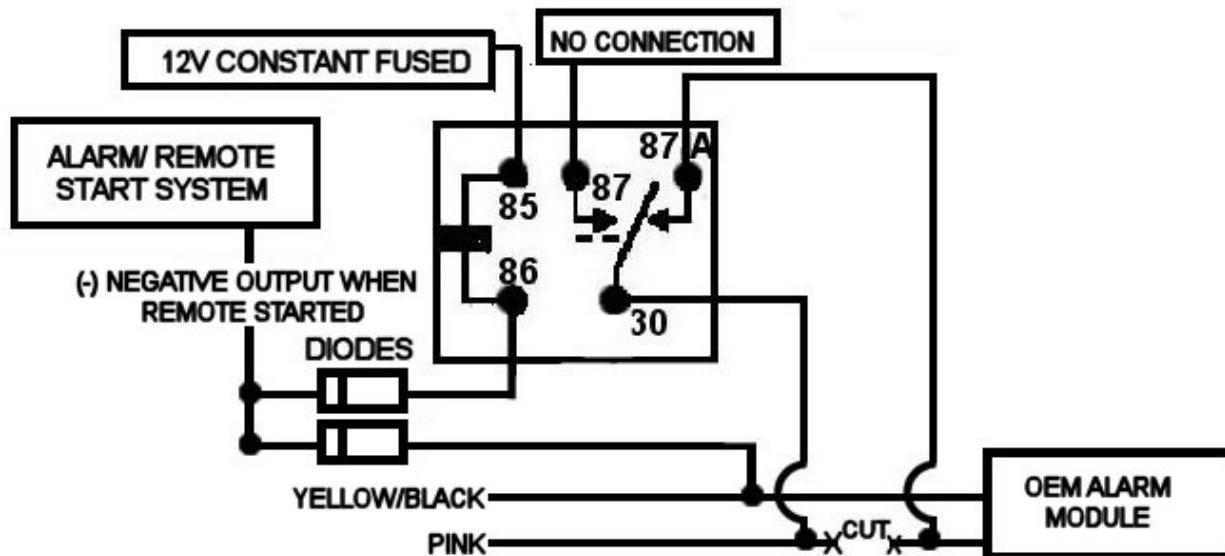 12V CONSTANT FUSED
NO CONNECTION
ALARM/ REMOTE
START SYSTEM
87 A
87
85
86
30
(-) NEGATIVE OUTPUT WHEN
REMOTE STARTED
DIODES
YELLOW/BLACK
PINK
CUT
OEM ALARM
MODULE